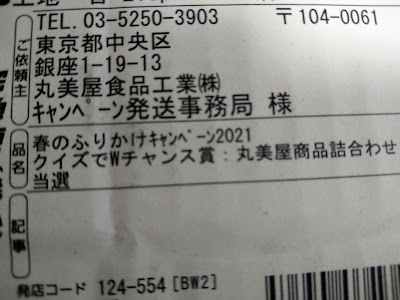 TEL. 03-5250-3903 〒104-0061
ご依頼主
東京都中央区
銀座1-19-13
丸美屋食品工業㈱
ｷｬﾝﾍﾟｰﾝ発送事務局 様
品名
春のふりかけｷｬﾝﾍﾟｰﾝ2021
クイズでWチャンス賞：丸美屋商品詰合わせ
当選
記事
発店コード 124-554 [BW2]